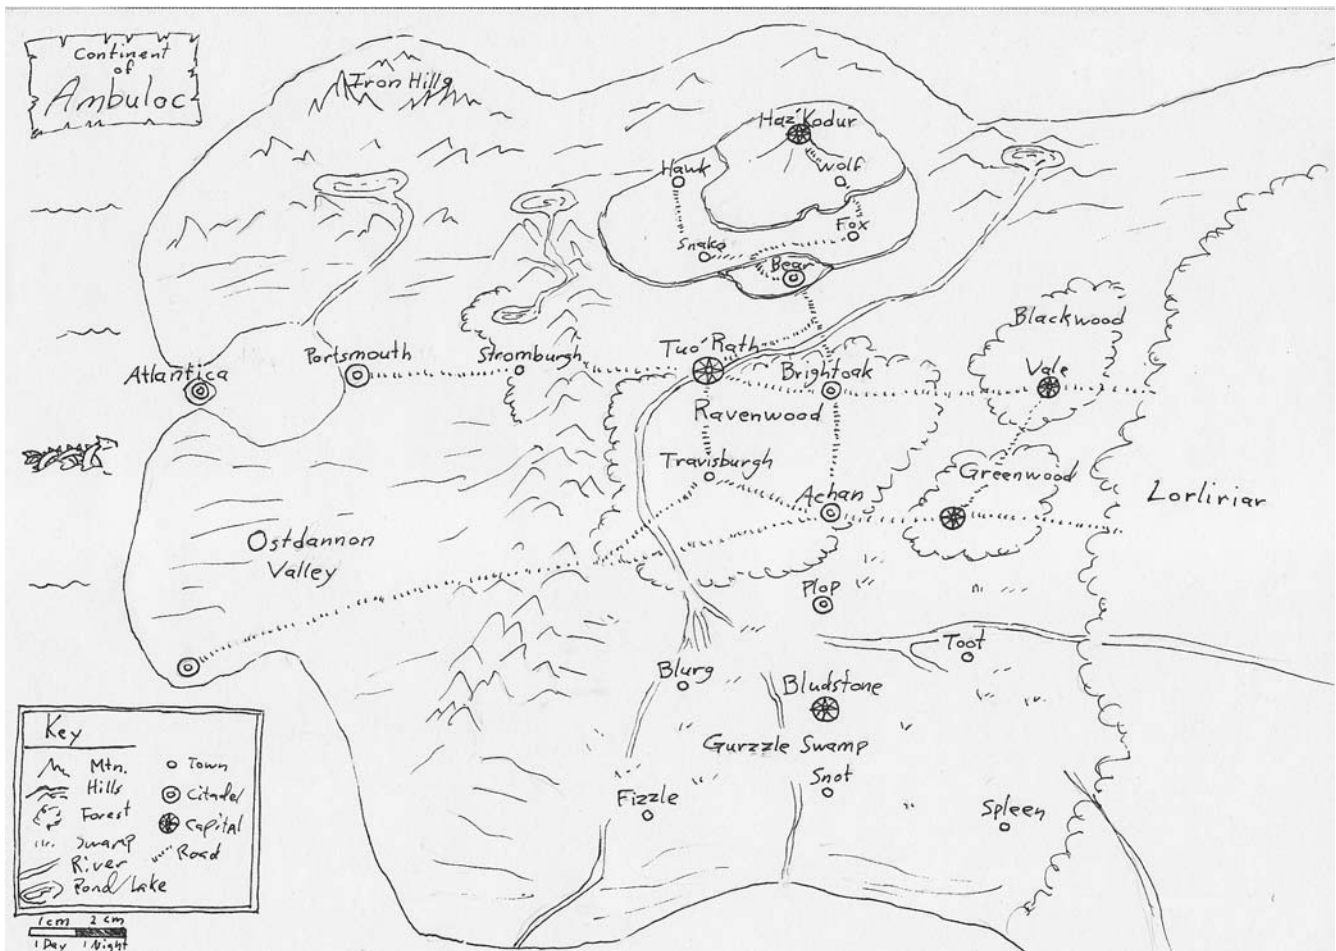 Continent
of
Ambuloc
Iron Hills
Haz'Kodur
Hawk
Wolf
Fox
Snake
Bear
Blackwood
Tuo'Rath
Portsmouth
Stromburgh
Atlantica
Brightoak
Vale
Ravenwood
Travisburgh
Greenwood
Achan
Lorliriar
Ostdannon
Valley
Plop
Toot
Blurg
Bludstone
Gurzzle Swamp
Snot
Fizzle
Spleen
Key
Mtn.
Hills
Forest
Swamp
River
Pond/Lake
Town
Citadel
Capital
Road
1cm 2cm
1 Day 1 Night